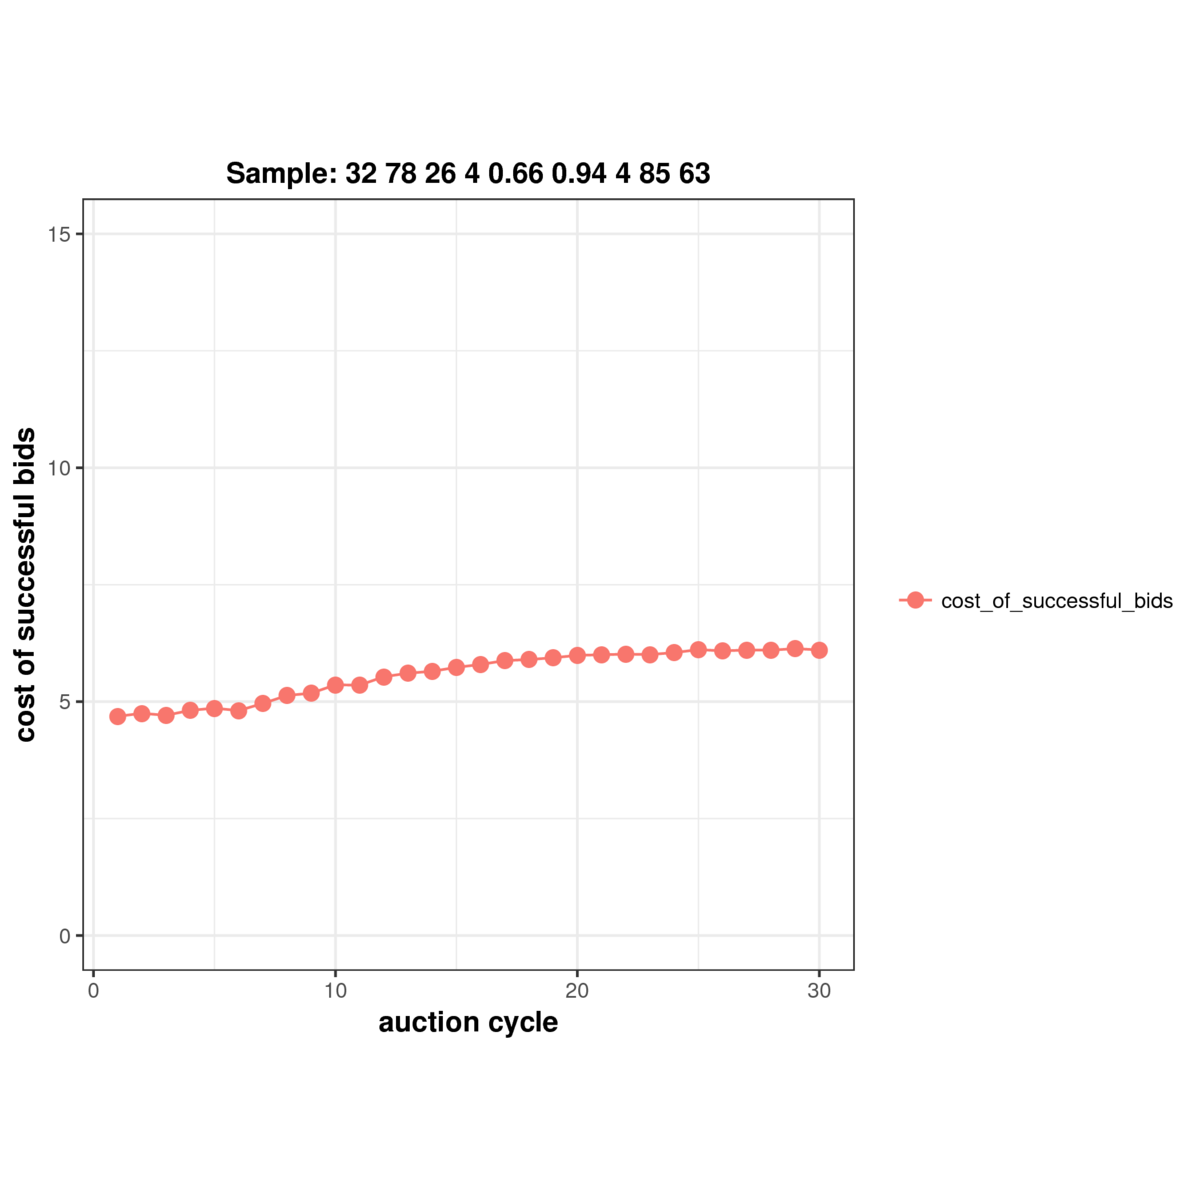 Sample: 32 78 26 4 0.66 0.94 4 85 63
15
10
5
0
cost of successful bids
0 10 20 30
auction cycle
cost_of_successful_bids